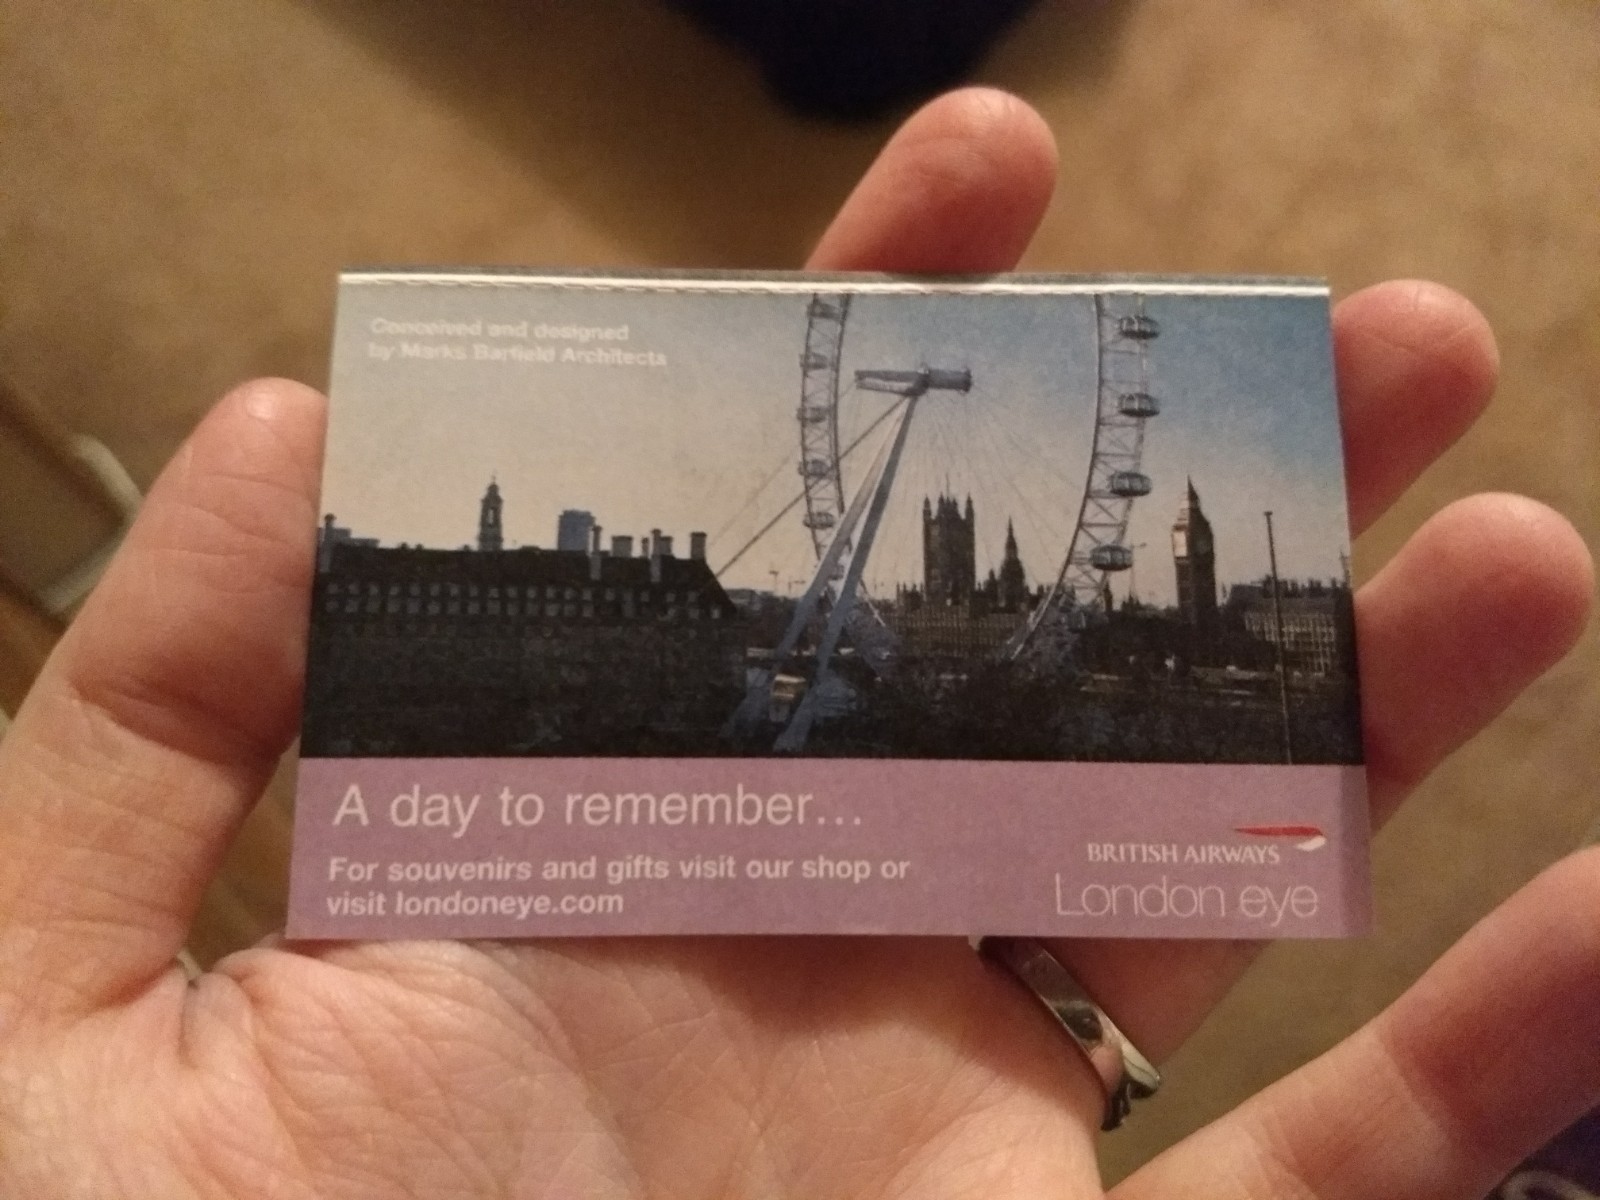 Conceived and designed
by Marks Barfield Architects
A day to remember...
For souvenirs and gifts visit our shop or
visit londoneye.com
BRITISH AIRWAYS
London eye